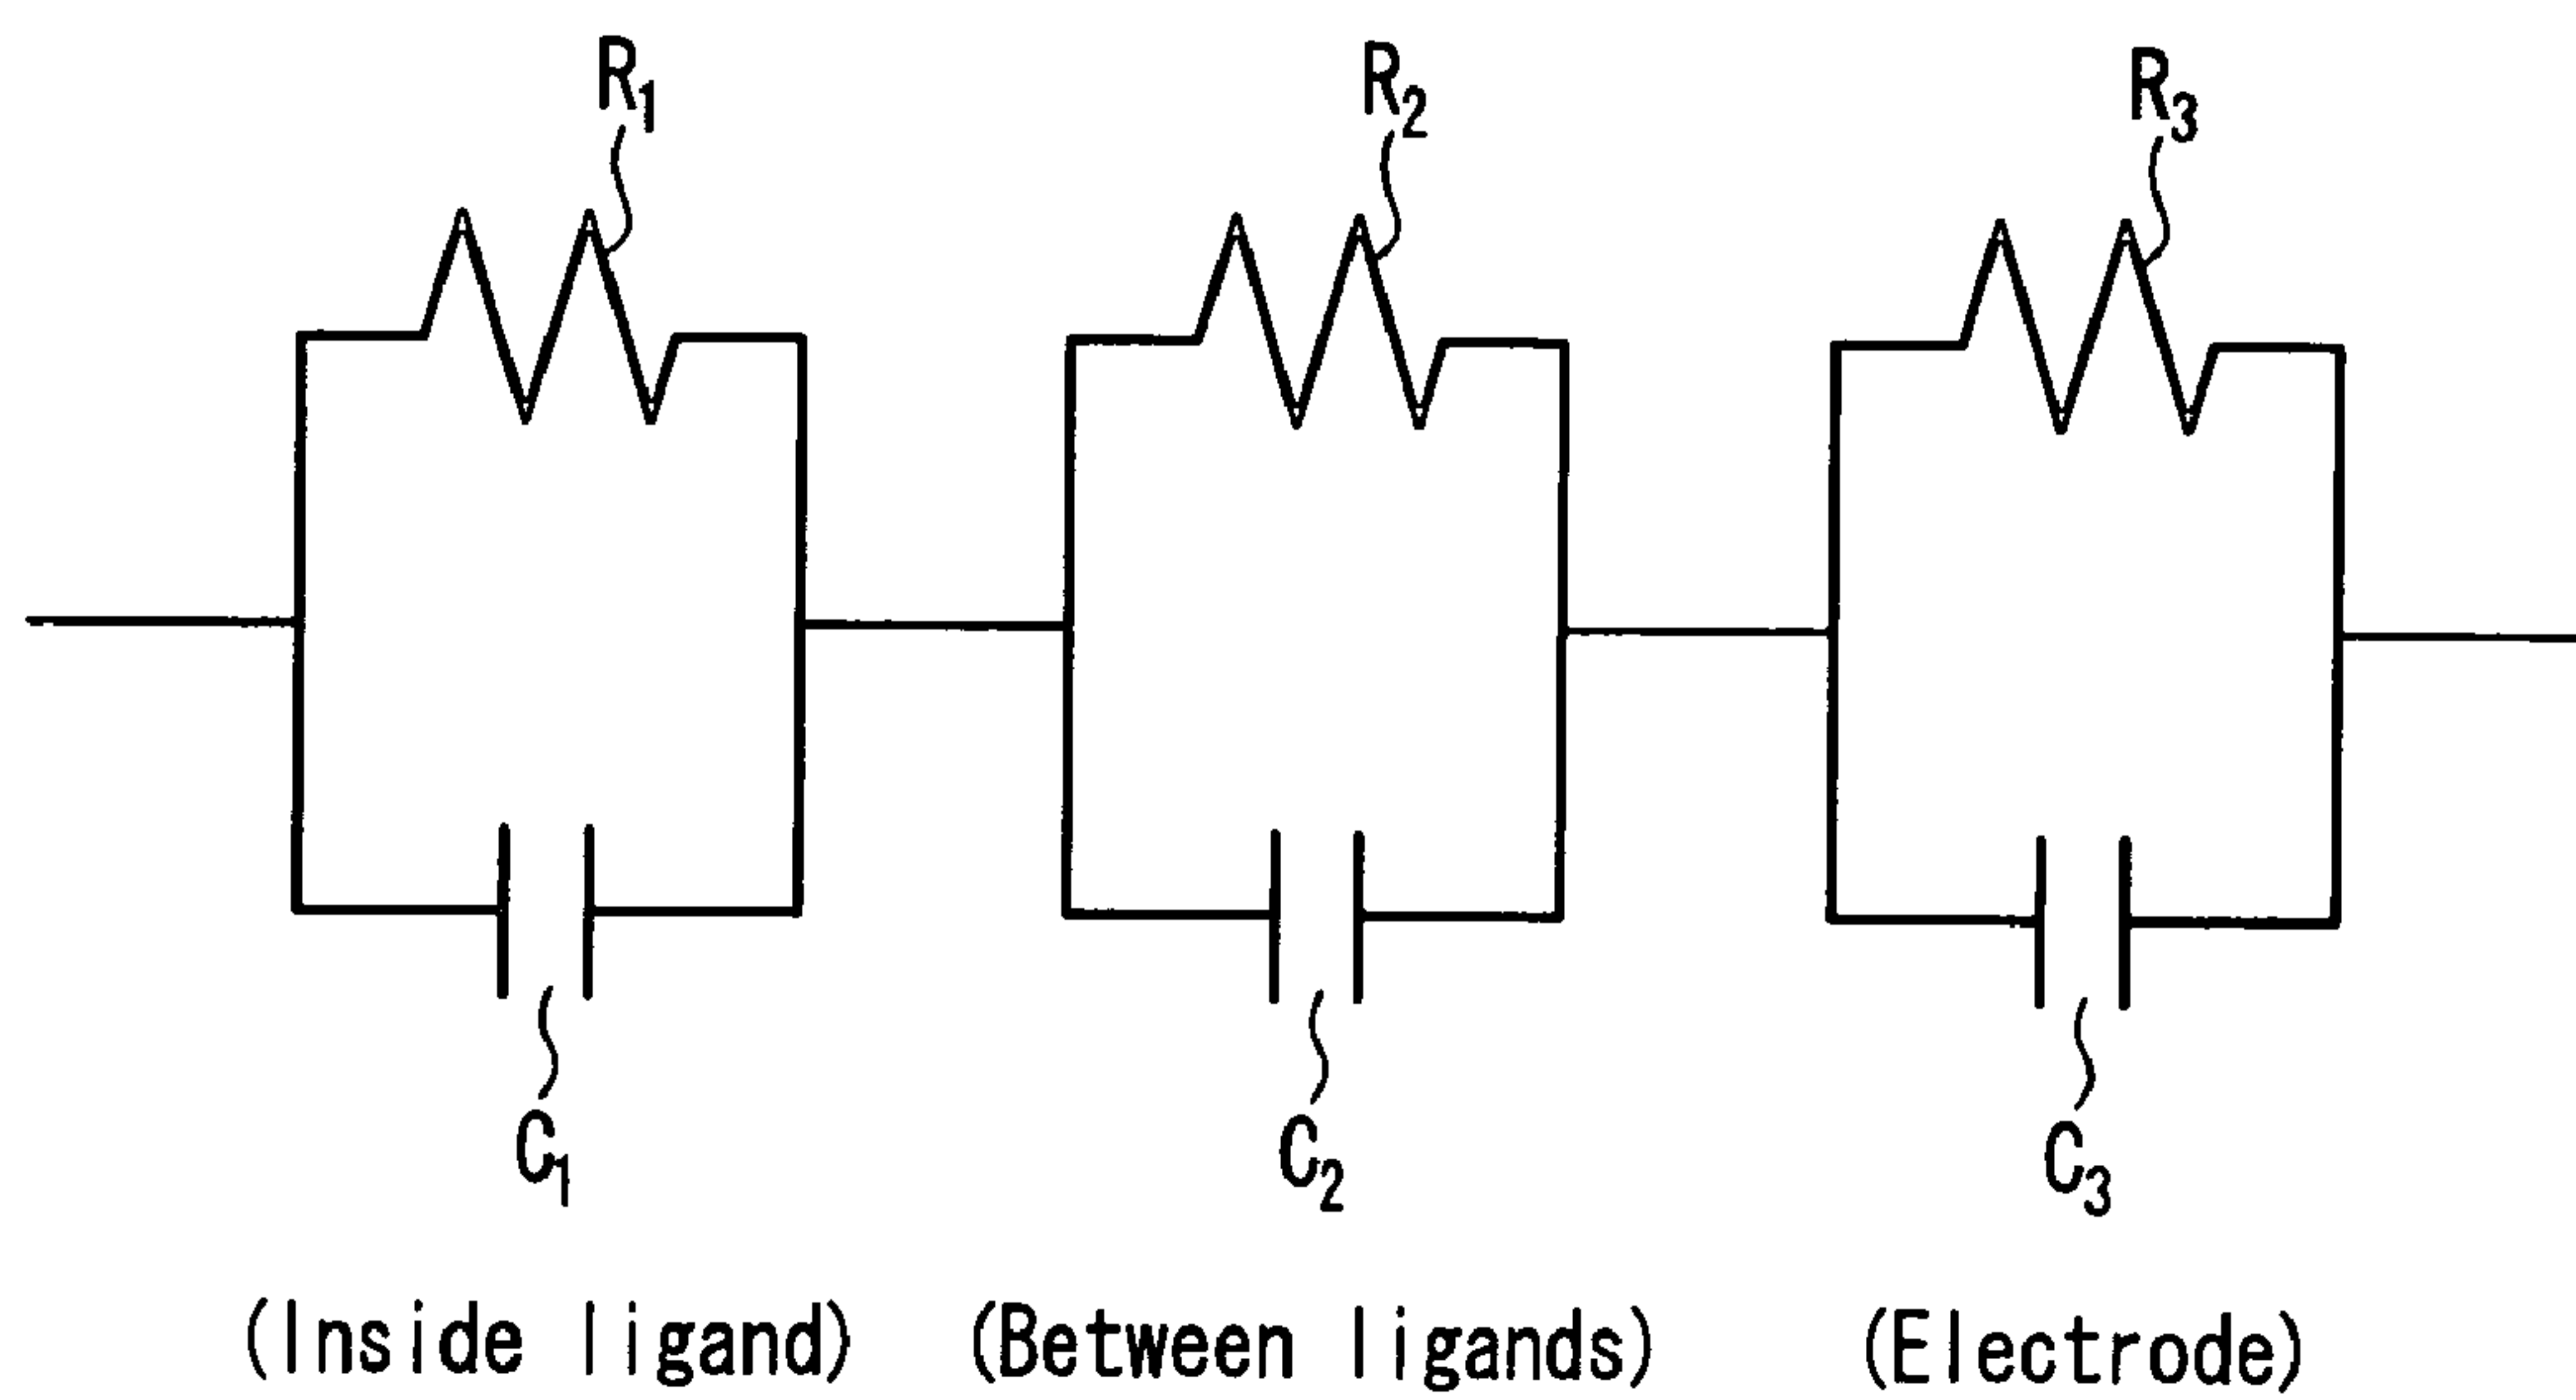 R1 R2 R3
C1 C2 C3
(Inside ligand) (Between ligands) (Electrode)